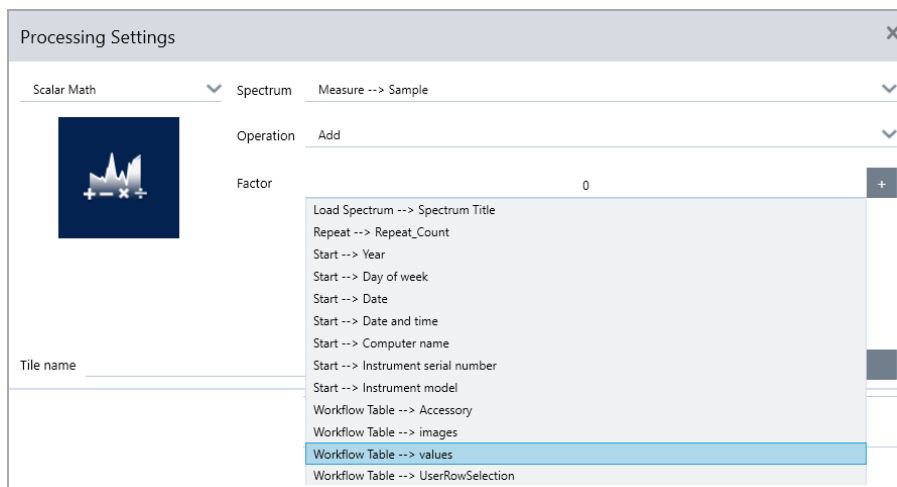 Processing Settings
Scalar Math
Spectrum
Measure --> Sample
Operation
Add
Factor
0
+
Load Spectrum --> Spectrum Title
Repeat --> Repeat_Count
Start --> Year
Start --> Day of week
Start --> Date
Start --> Date and time
Start --> Computer name
Start --> Instrument serial number
Start --> Instrument model
Workflow Table --> Accessory
Workflow Table --> images
Workflow Table --> values
Workflow Table --> UserRowSelection
Tile name